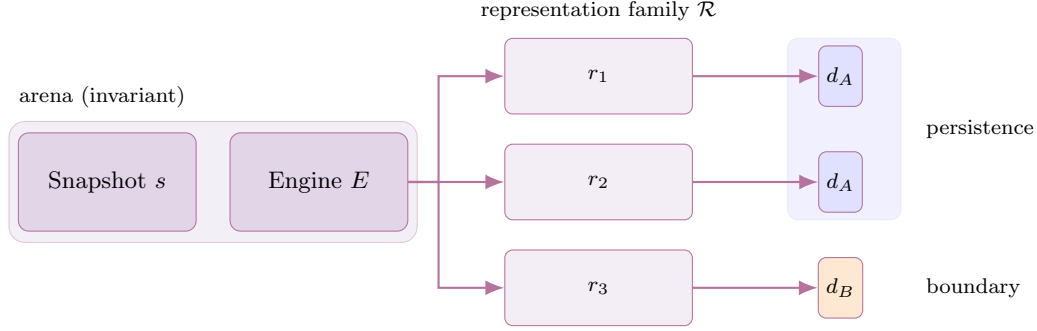 representation family ℛ
arena (invariant)
Snapshot s
Engine E
r₁
d_A
r₂
d_A
persistence
r₃
d_B
boundary